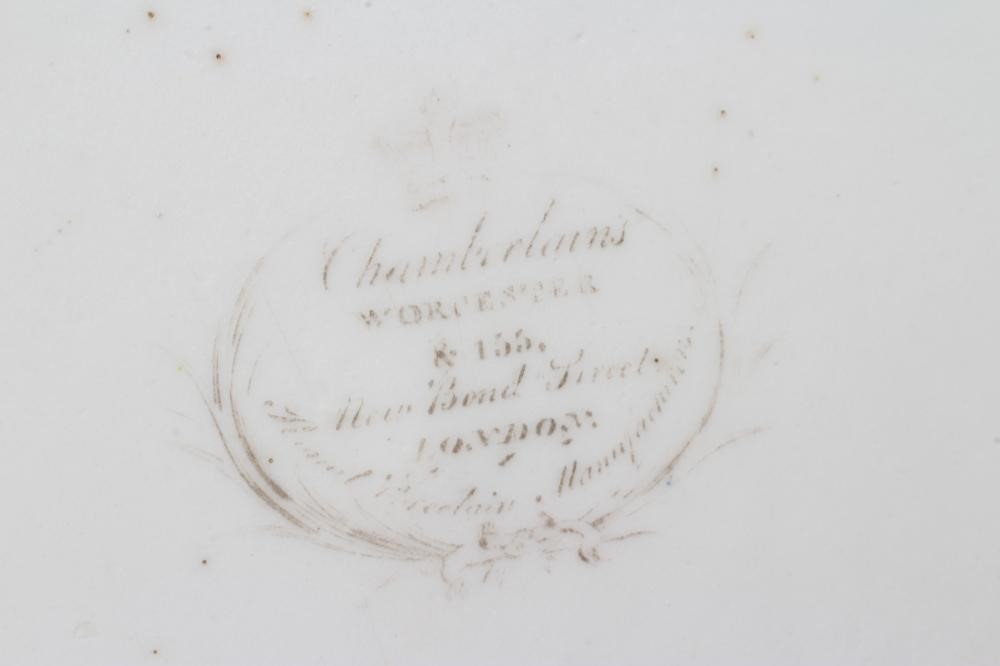 Chamberlains
WORCESTER
& 155,
New Bond Street,
LONDON.
Porcelain Manufacturers.